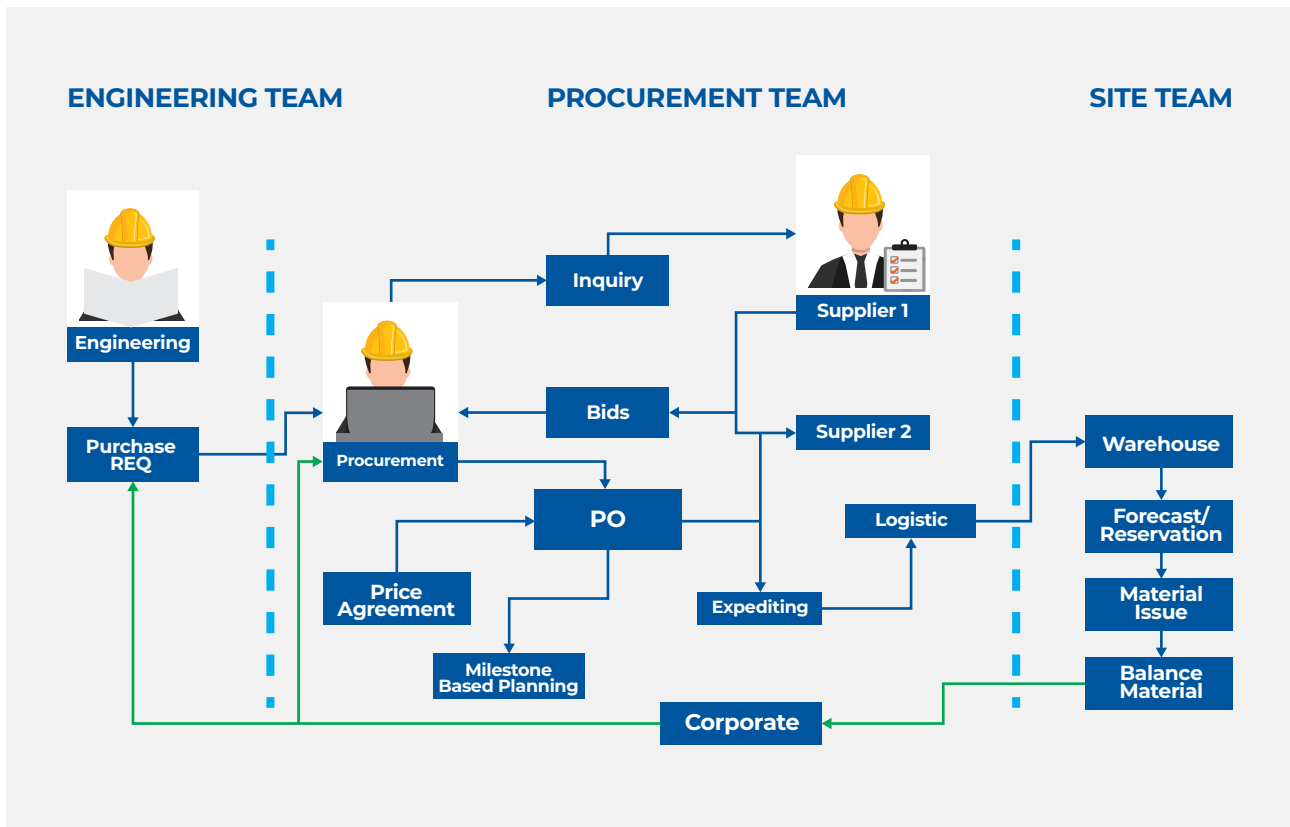 ENGINEERING TEAM
PROCUREMENT TEAM
SITE TEAM
Engineering
Purchase
REQ
Inquiry
Supplier 1
Bids
Supplier 2
Procurement
PO
Price
Agreement
Milestone
Based Planning
Expediting
Logistic
Corporate
Warehouse
Forecast/
Reservation
Material
Issue
Balance
Material